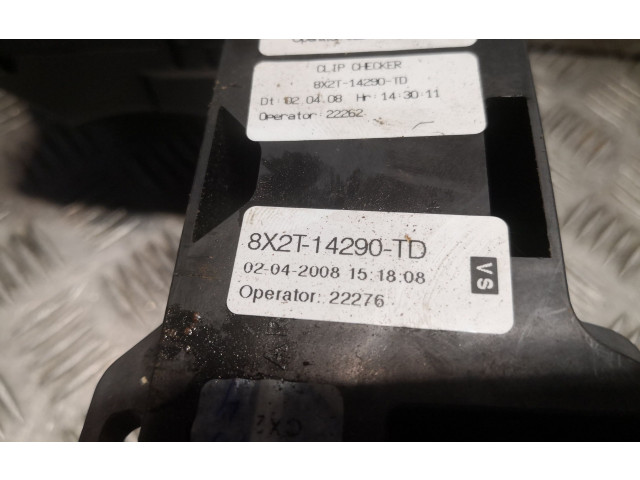 CLIP CHECKER
8X2T-14290-TD
Dt:02.04.08 Hr:14:30:11
Operator:22262
8X2T-14290-TD
02-04-2008 15:18:08
Operator: 22276
VS